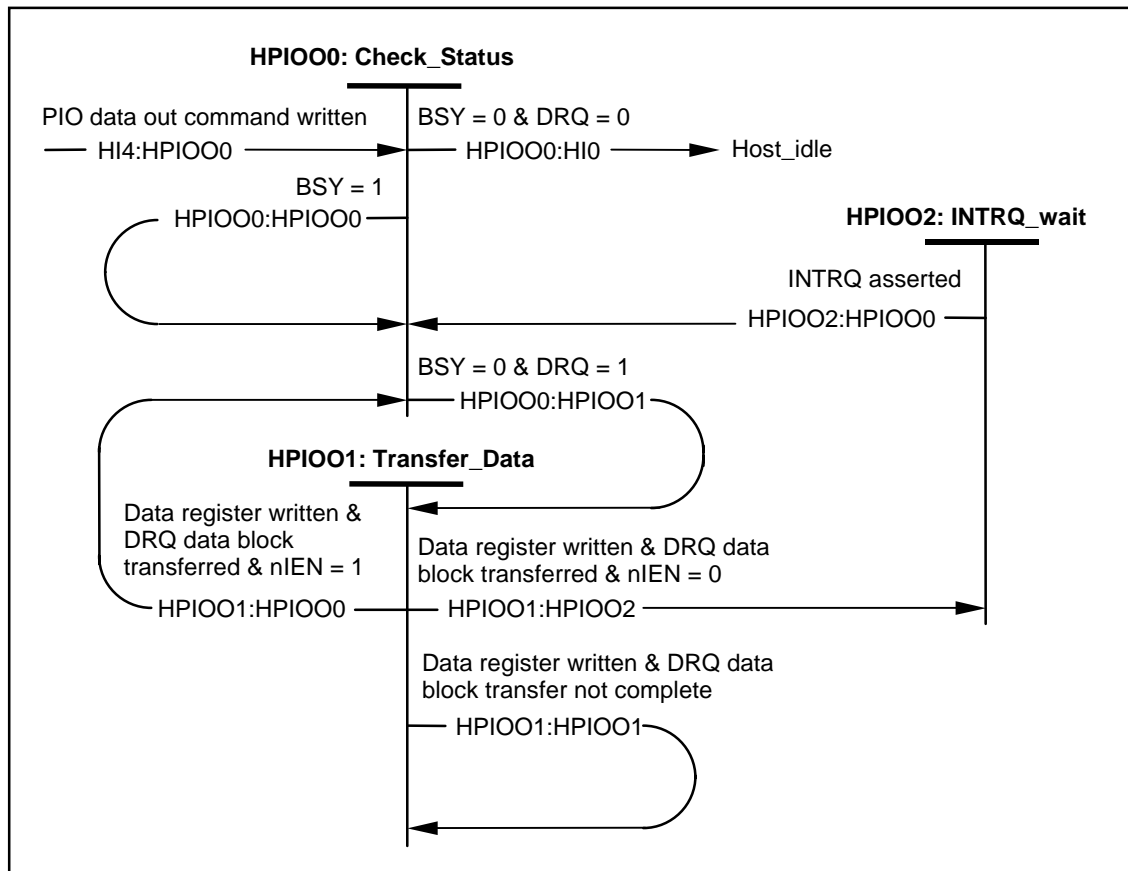 HPIOO0: Check_Status
PIO data out command written
BSY = 0 & DRQ = 0
HI4:HPIOO0
HPIOO0:HI0
Host_idle
BSY = 1
HPIOO0:HPIOO0
HPIOO2: INTRQ_wait
INTRQ asserted
HPIOO2:HPIOO0
BSY = 0 & DRQ = 1
HPIOO0:HPIOO1
HPIOO1: Transfer_Data
Data register written &
DRQ data block
transferred & nIEN = 1
HPIOO1:HPIOO0
Data register written & DRQ data
block transferred & nIEN = 0
HPIOO1:HPIOO2
Data register written & DRQ data
block transfer not complete
HPIOO1:HPIOO1